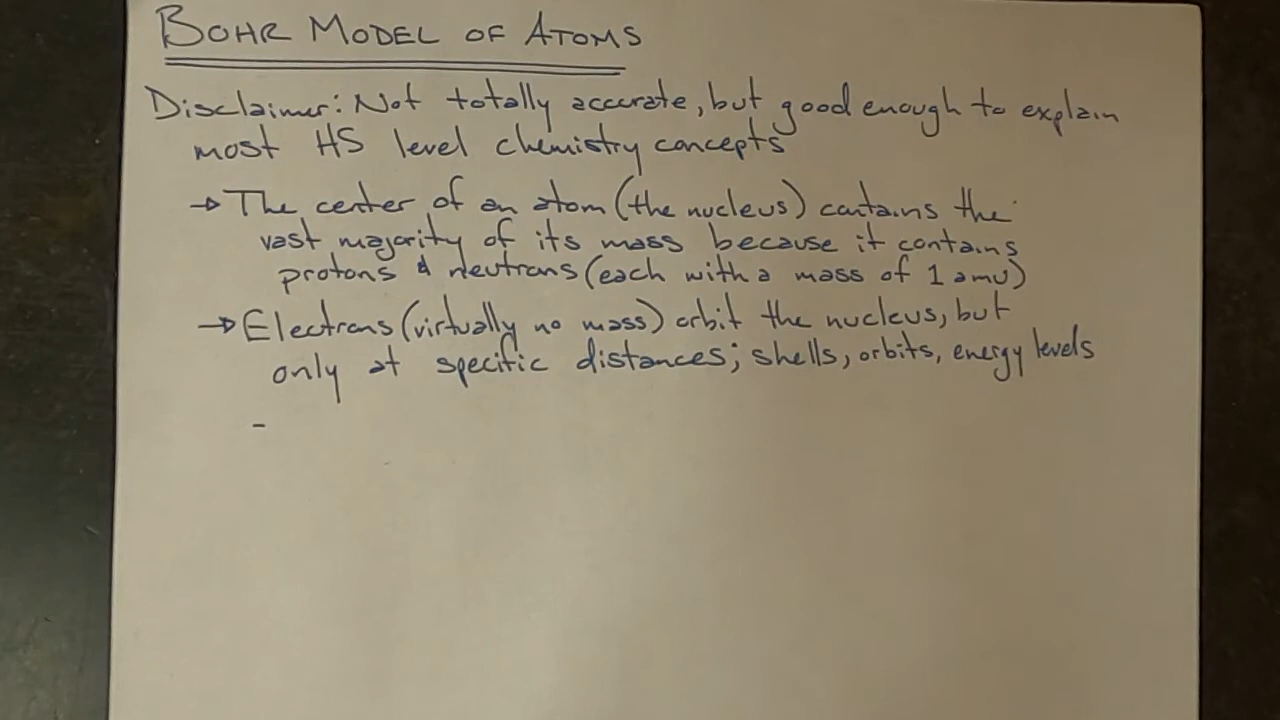 BOHR MODEL OF ATOMS
Disclaimer: Not totally accurate, but good enough to explain
most HS level chemistry concepts
→ The center of an atom (the nucleus) contains the
vast majority of its mass because it contains
protons & neutrons (each with a mass of 1 amu)
→ Electrons (virtually no mass) orbit the nucleus, but
only at specific distances; shells, orbits, energy levels
-